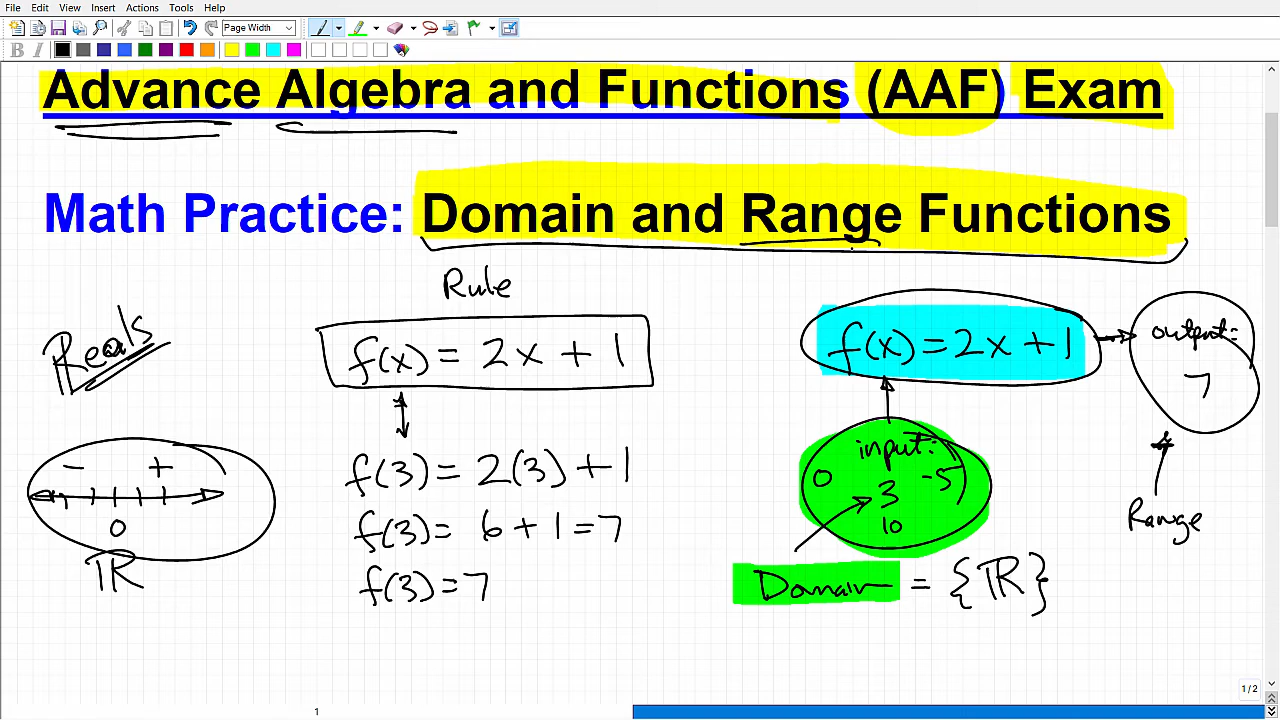 File Edit View Insert Actions Tools Help
Page Width
B I
Advance Algebra and Functions (AAF) Exam
Math Practice: Domain and Range Functions
Rule
Reals
f(x) = 2x + 1
f(x) = 2x + 1
output:
7
- +
0
ℝ
f(3) = 2(3) + 1
f(3) = 6 + 1 = 7
f(3) = 7
input:
0 3 -5
10
Range
Domain = {ℝ}
1/2
1